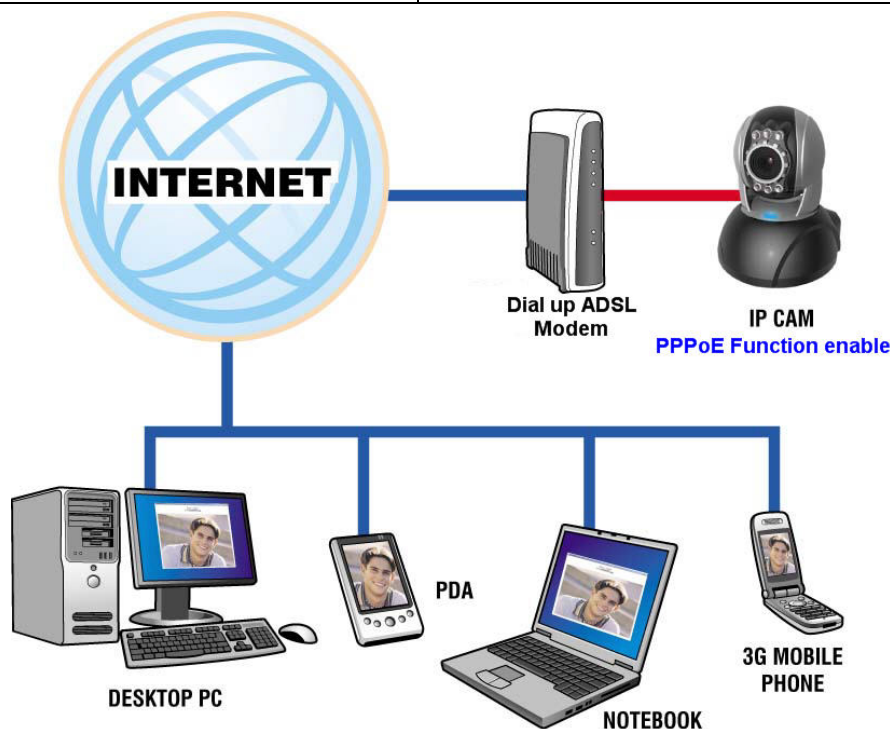 INTERNET
Dial up ADSL
Modem
IP CAM
PPPoE Function enable
PDA
DESKTOP PC
NOTEBOOK
3G MOBILE
PHONE